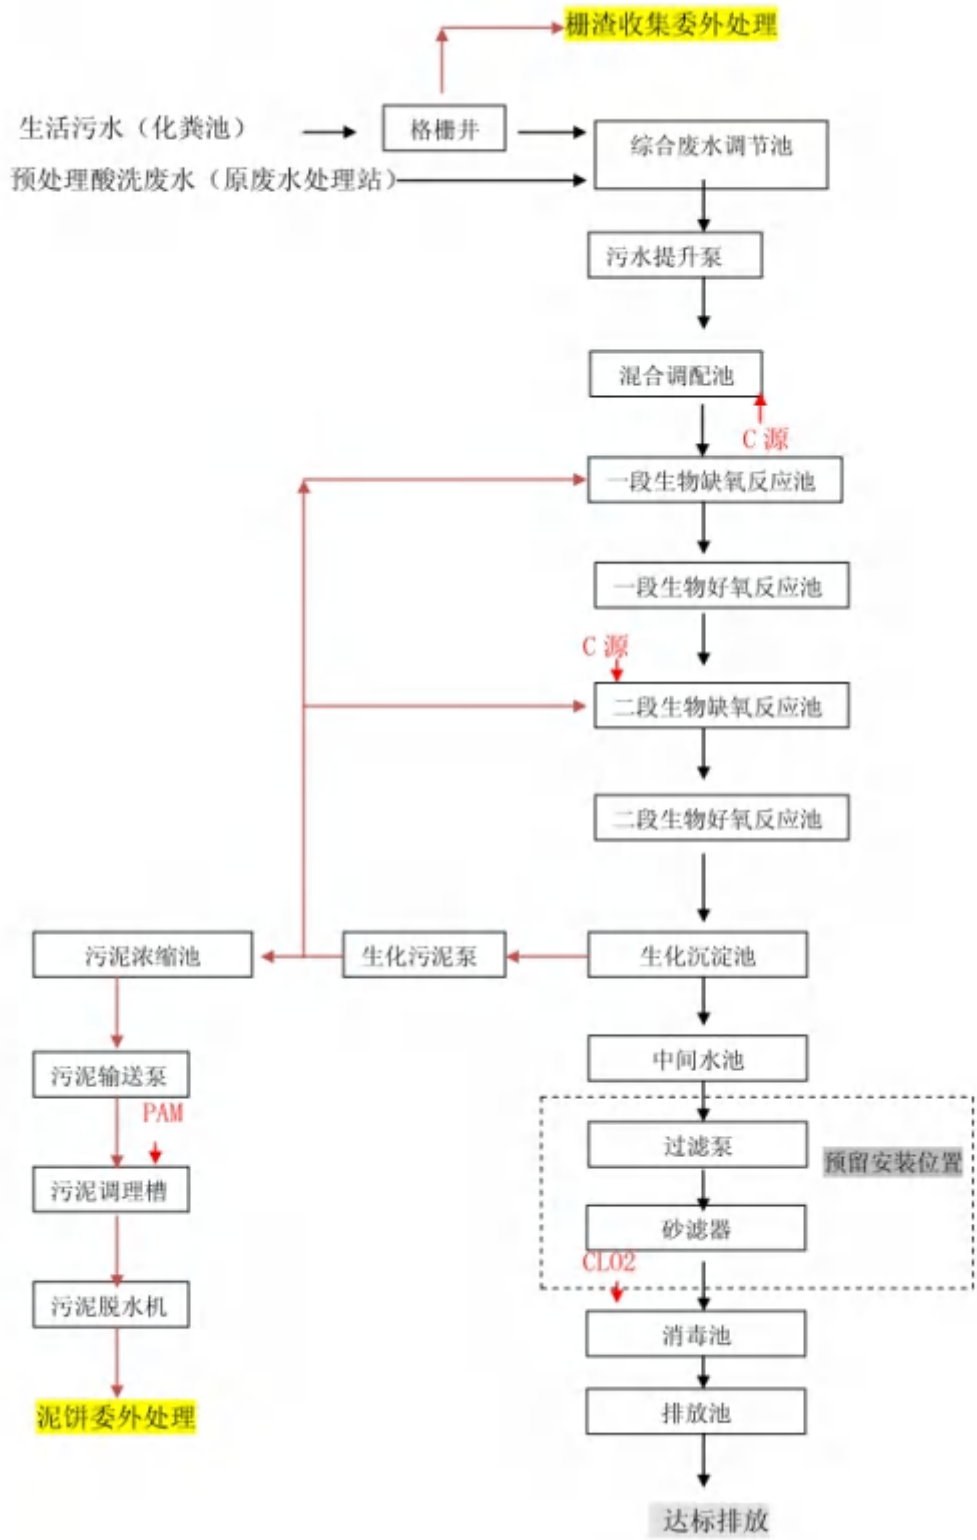 栅渣收集委外处理
生活污水（化粪池）
格栅井
综合废水调节池
预处理酸洗废水（原废水处理站）
污水提升泵
混合调配池
C 源
一段生物缺氧反应池
一段生物好氧反应池
C 源
二段生物缺氧反应池
二段生物好氧反应池
污泥浓缩池
生化污泥泵
生化沉淀池
中间水池
污泥输送泵
PAM
过滤泵
预留安装位置
污泥调理槽
砂滤器
CLO2
污泥脱水机
消毒池
泥饼委外处理
排放池
达标排放